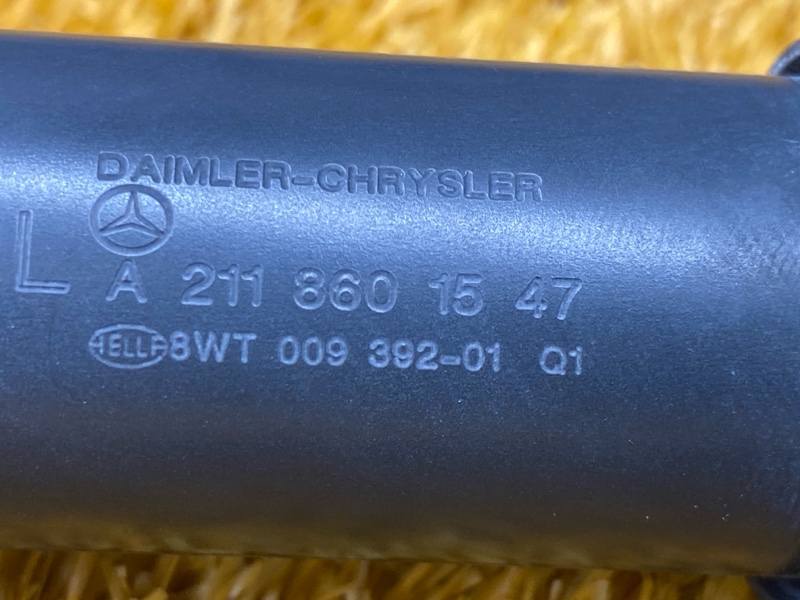 DAIMLER-CHRYSLER
L A 211 860 15 47
HELLA 8WT 009 392-01 Q1